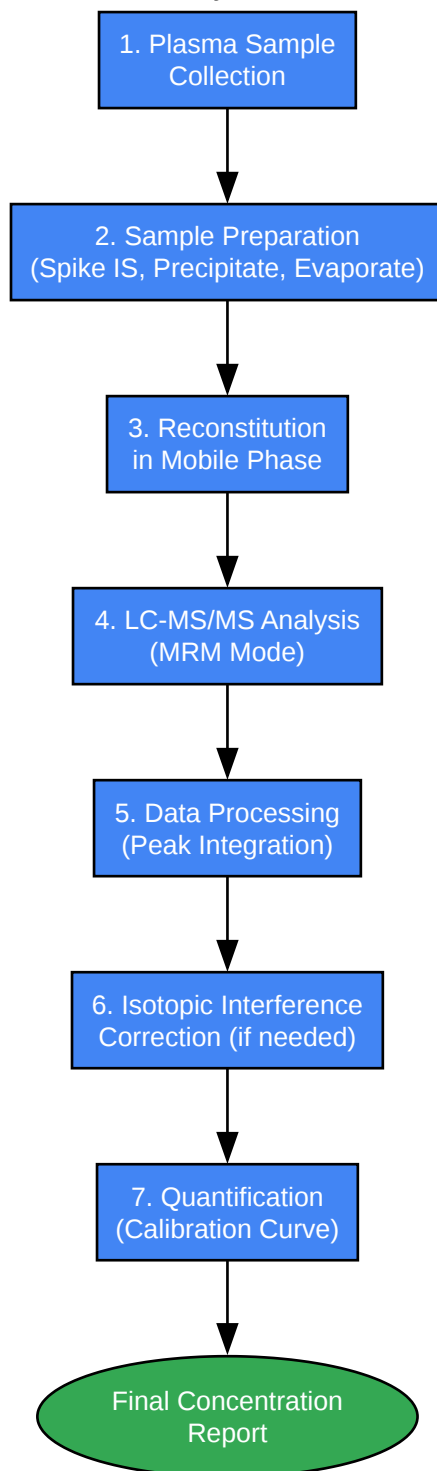 1. Plasma Sample
Collection
2. Sample Preparation
(Spike IS, Precipitate, Evaporate)
3. Reconstitution
in Mobile Phase
4. LC-MS/MS Analysis
(MRM Mode)
5. Data Processing
(Peak Integration)
6. Isotopic Interference
Correction (if needed)
7. Quantification
(Calibration Curve)
Final Concentration
Report